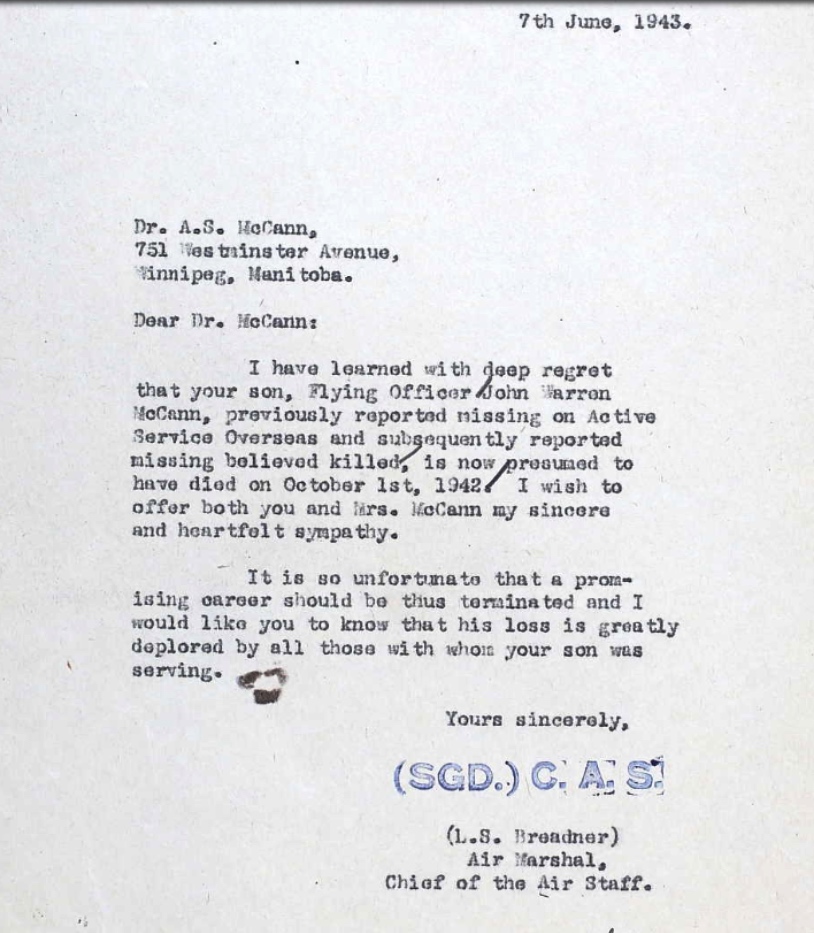 7th June, 1943.
Dr. A.S. McCann,
751 Westminster Avenue,
Winnipeg, Manitoba.
Dear Dr. McCann:
I have learned with deep regret
that your son, Flying Officer John Warren
McCann, previously reported missing on Active
Service Overseas and subsequently reported
missing believed killed, is now presumed to
have died on October 1st, 1942. I wish to
offer both you and Mrs. McCann my sincere
and heartfelt sympathy.
It is so unfortunate that a prom-
ising career should be thus terminated and I
would like you to know that his loss is greatly
deplored by all those with whom your son was
serving.
Yours sincerely,
(SGD.) C. A. S.
(L.S. Breadner)
Air Marshal,
Chief of the Air Staff.